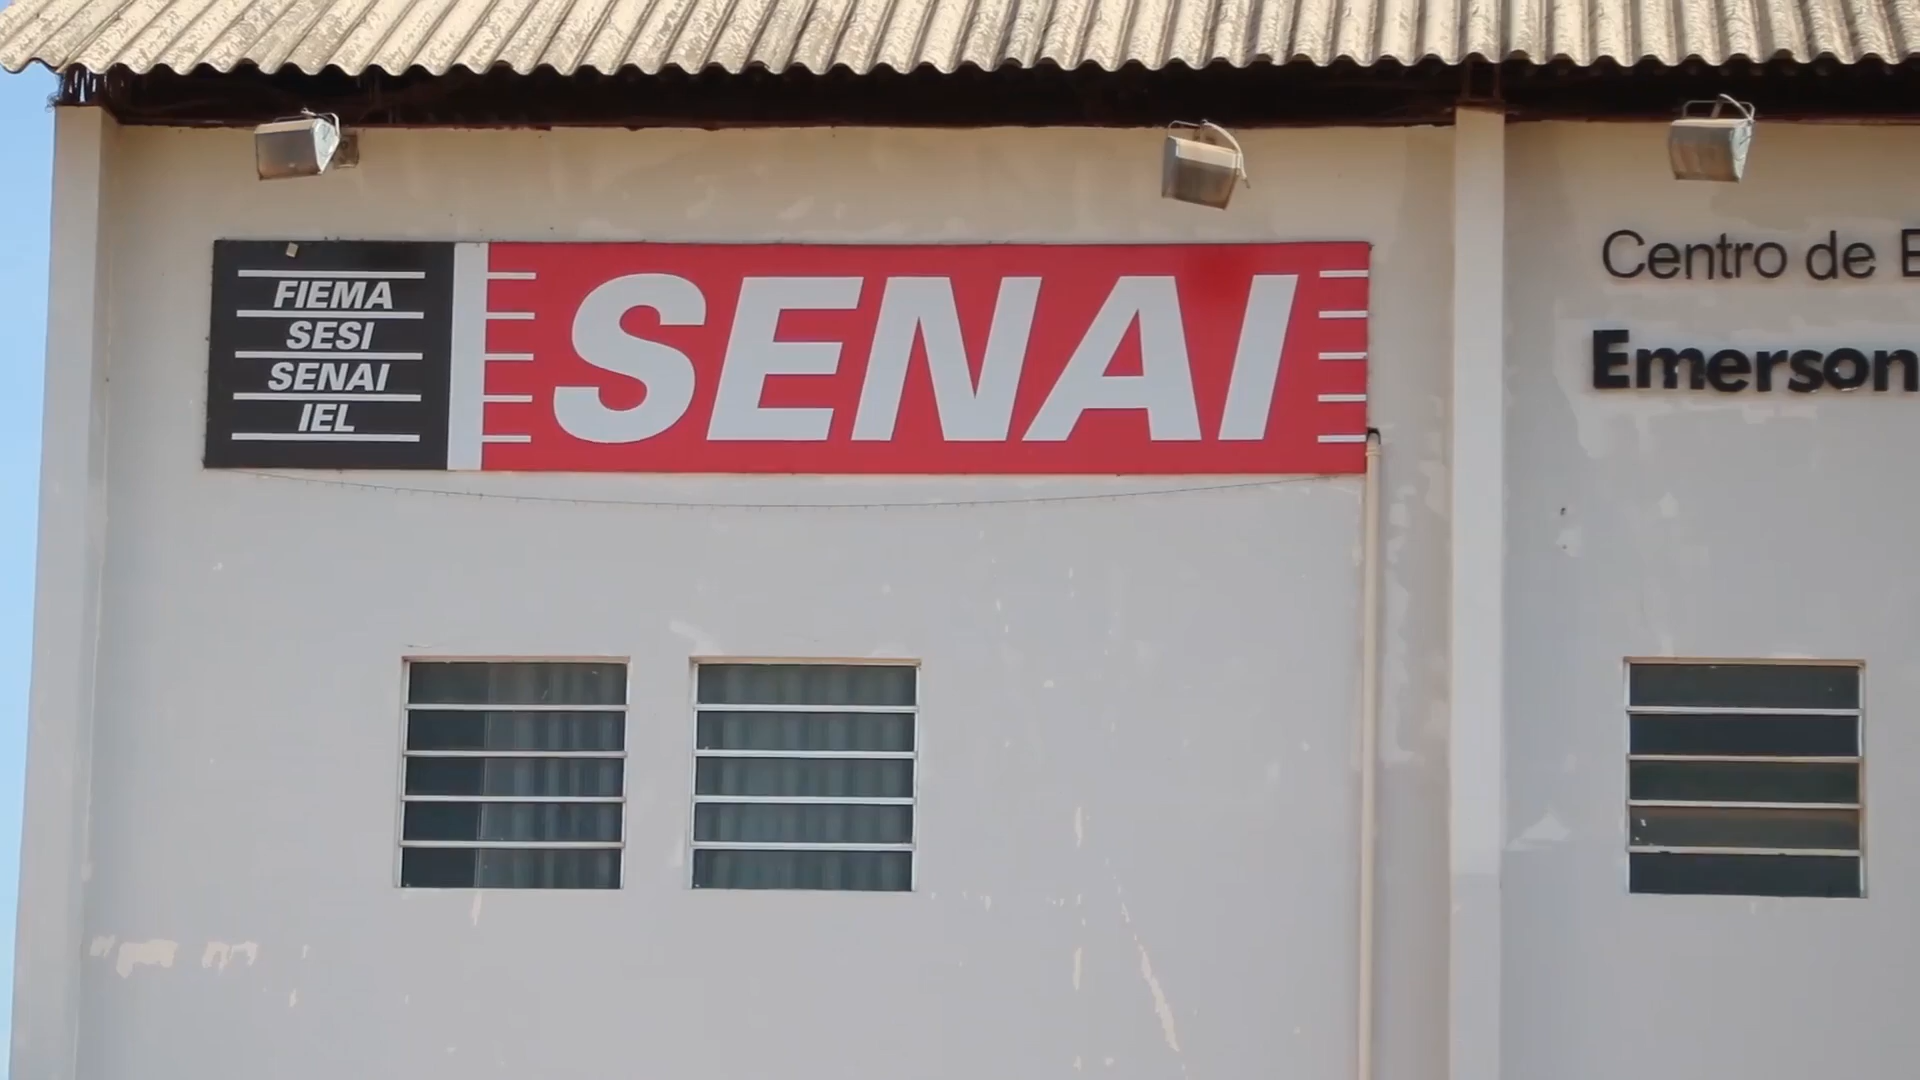 FIEMA
SESI
SENAI
IEL
SENAI
Centro de
Emerson